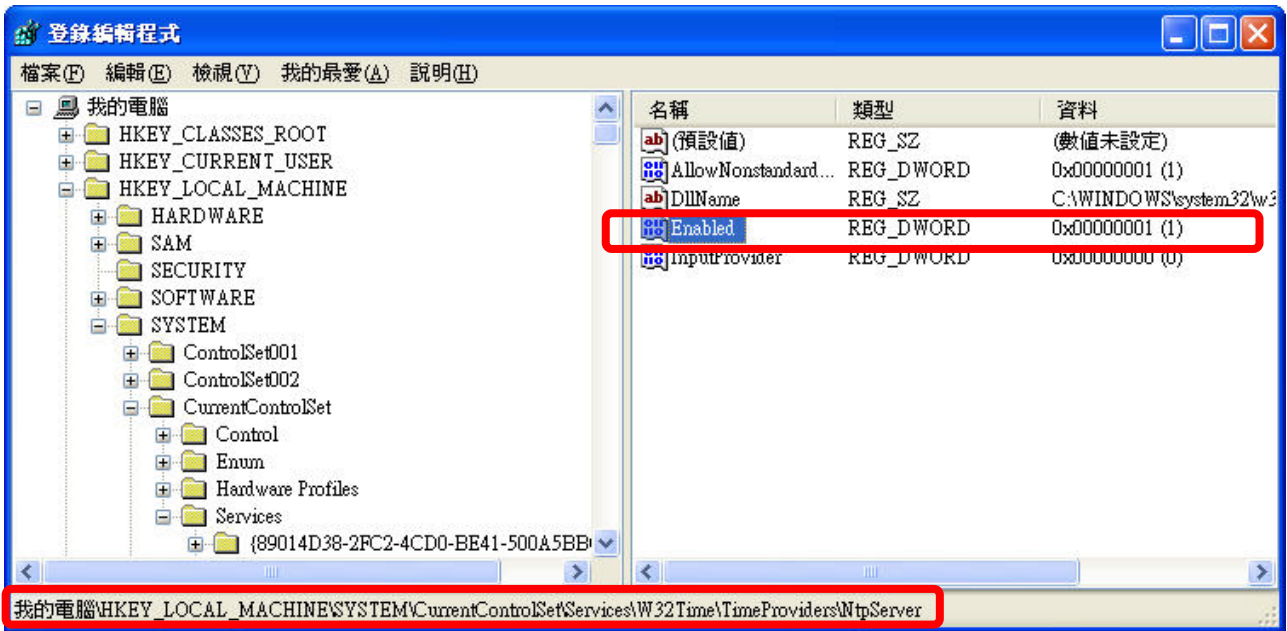 登錄編輯程式
檔案(F) 編輯(E) 檢視(V) 我的最愛(A) 說明(H)
我的電腦
HKEY_CLASSES_ROOT
HKEY_CURRENT_USER
HKEY_LOCAL_MACHINE
HARDWARE
SAM
SECURITY
SOFTWARE
SYSTEM
ControlSet001
ControlSet002
CurrentControlSet
Control
Enum
Hardware Profiles
Services
{89014D38-2FC2-4CD0-BE41-500A5BB
名稱 類型 資料
(預設值) REG_SZ (數值未設定)
AllowNonstandard... REG_DWORD 0x00000001 (1)
DllName REG_SZ C:\WINDOWS\system32\w3
Enabled REG_DWORD 0x00000001 (1)
InputProvider REG_DWORD 0x00000000 (0)
我的電腦\HKEY_LOCAL_MACHINE\SYSTEM\CurrentControlSet\Services\W32Time\TimeProviders\NtpServer